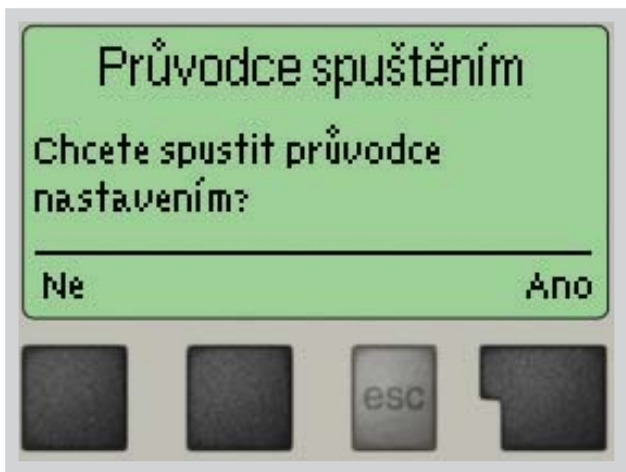 Průvodce spuštěním
Chcete spustit průvodce
nastavením?
Ne Ano
esc